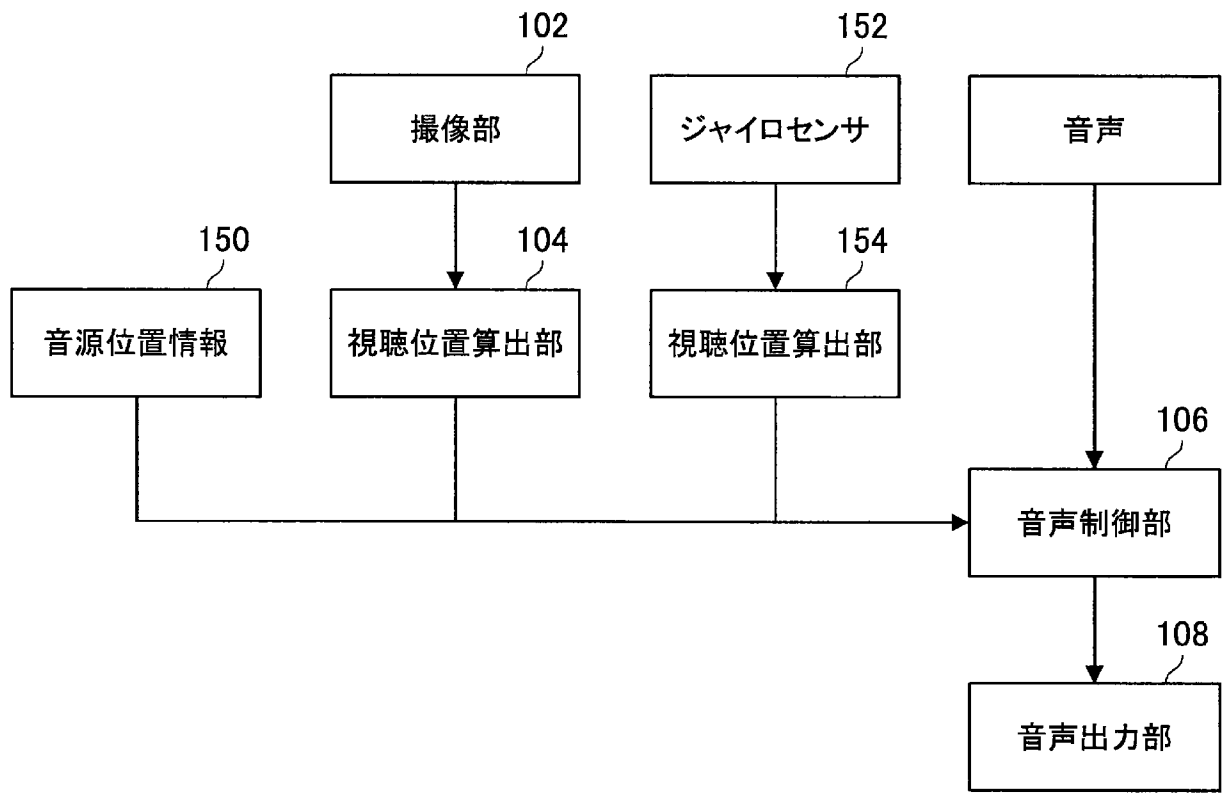 102
152
撮像部
ジャイロセンサ
音声
150
104
154
音源位置情報
視聴位置算出部
視聴位置算出部
106
音声制御部
108
音声出力部